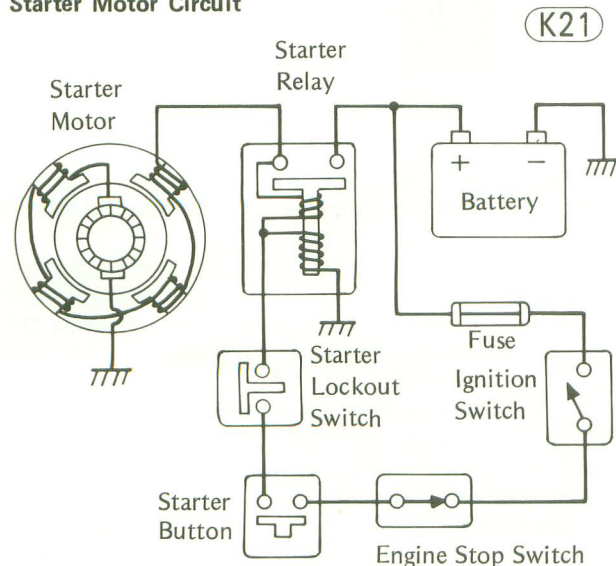 Starter Motor Circuit
K21
Starter
Relay
Starter
Motor
+
−
Battery
Fuse
Starter
Lockout
Switch
Ignition
Switch
Starter
Button
Engine Stop Switch